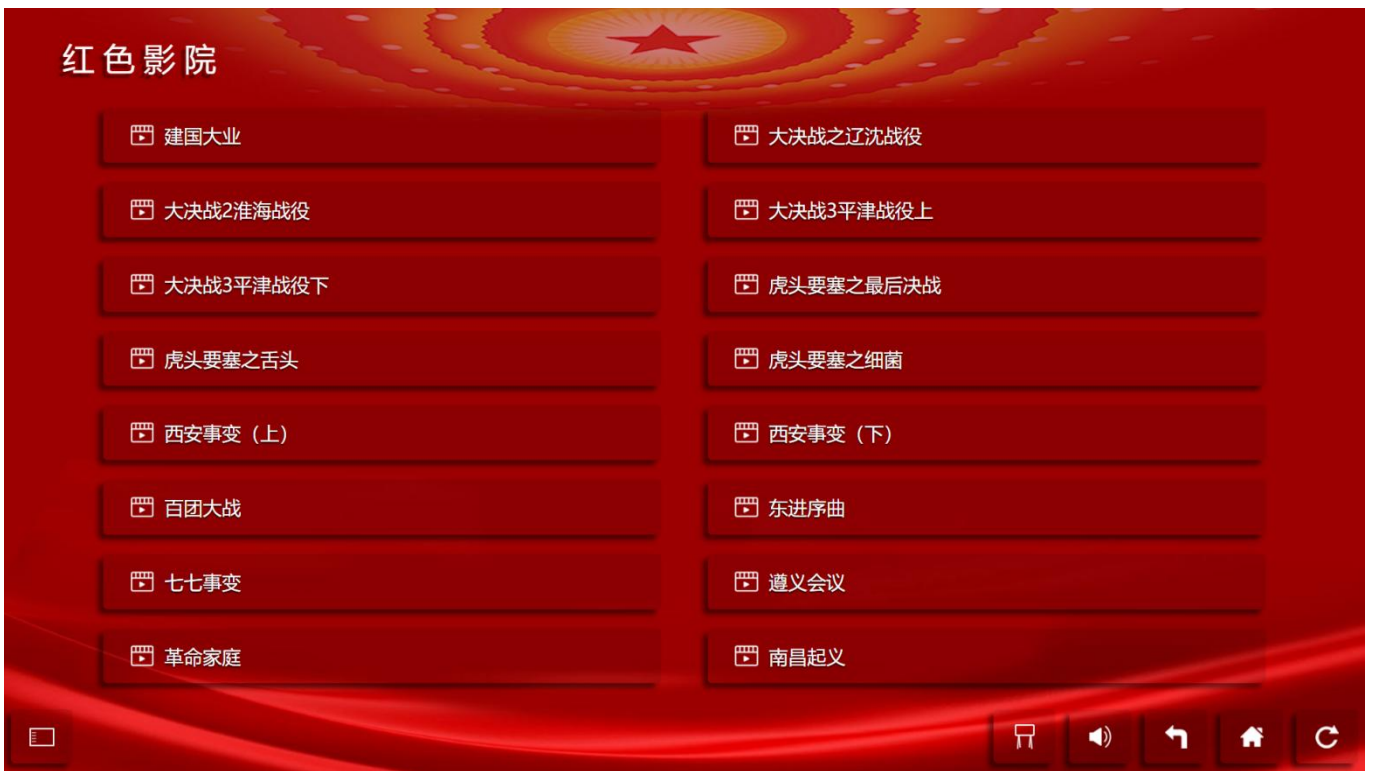 红色影院
建国大业
大决战之辽沈战役
大决战2淮海战役
大决战3平津战役上
大决战3平津战役下
虎头要塞之最后决战
虎头要塞之舌头
虎头要塞之细菌
西安事变（上）
西安事变（下）
百团大战
东进序曲
七七事变
遵义会议
革命家庭
南昌起义